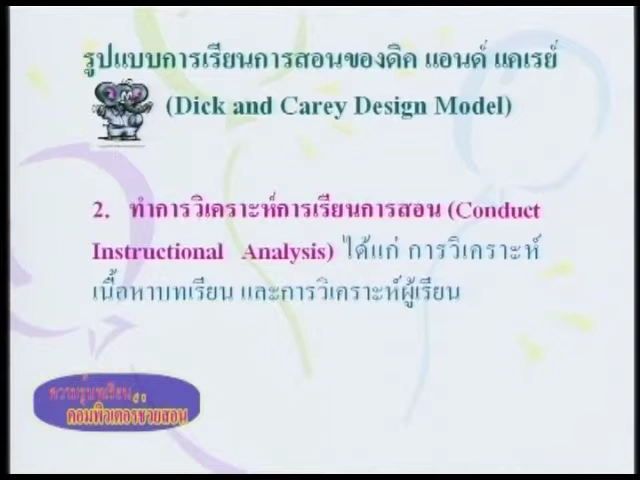 รูปแบบการเรียนการสอนของดิค แอนด์ แคเรย์
(Dick and Carey Design Model)
2. ทำการวิเคราะห์การเรียนการสอน (Conduct
Instructional Analysis) ได้แก่ การวิเคราะห์
เนื้อหาบทเรียน และการวิเคราะห์ผู้เรียน
คอมพิวเตอร์ช่วยสอน